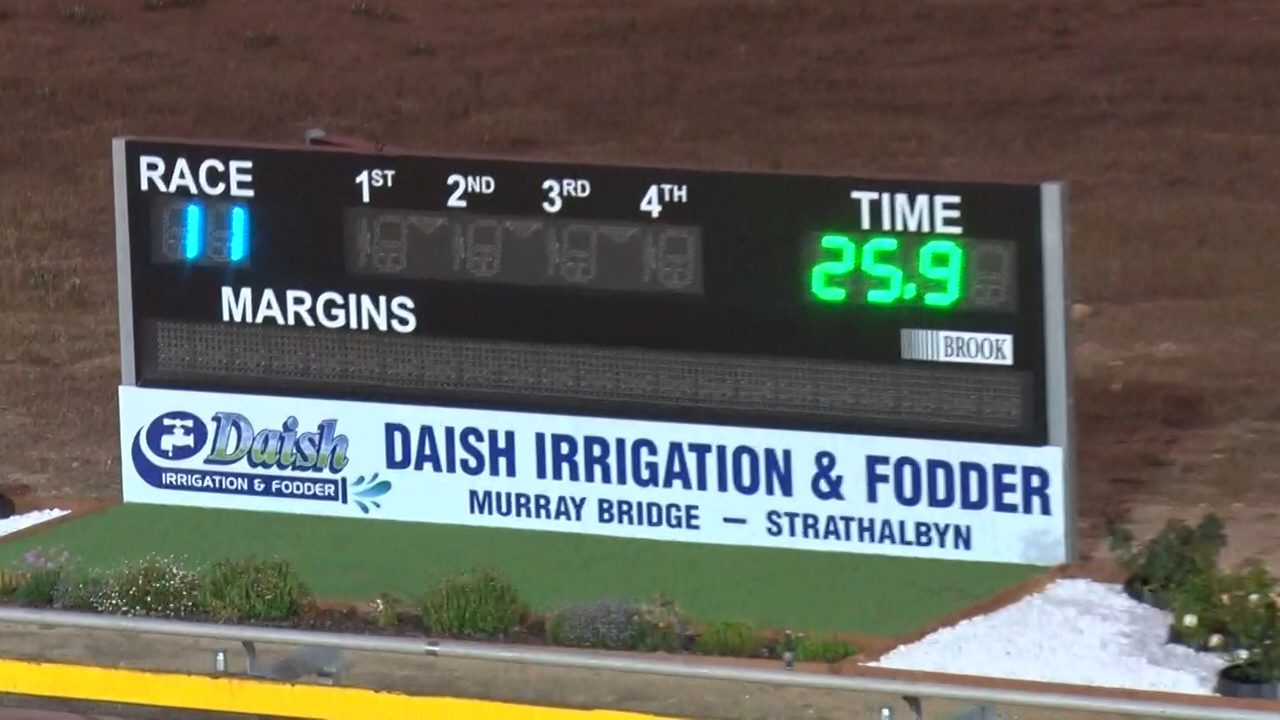 RACE 1ST 2ND 3RD 4TH TIME
11 25.9
MARGINS
BROOK
Daish
IRRIGATION & FODDER
DAISH IRRIGATION & FODDER
MURRAY BRIDGE – STRATHALBYN